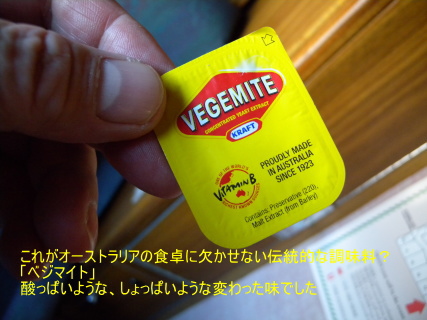 VEGEMITE
CONCENTRATED YEAST EXTRACT
KRAFT
PROUDLY MADE
IN AUSTRALIA
SINCE 1923
VITAMIN B
Contains Preservative (220),
Malt Extract (from Barley)
これがオーストラリアの食卓に欠かせない伝統的な調味料？
「ベジマイト」
酸っぱいような、しょっぱいような変わった味でした